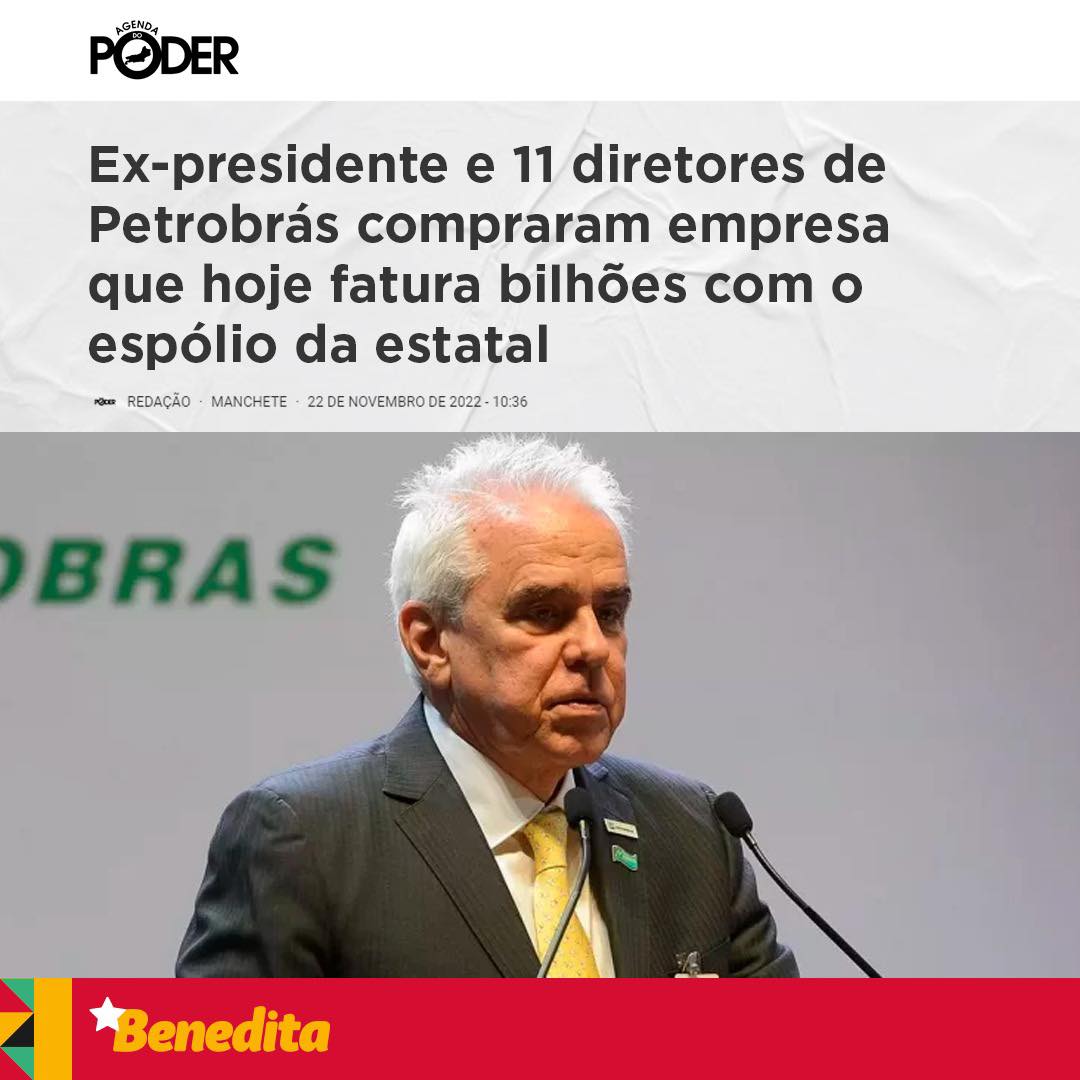 AGENDA
DO
PODER
Ex-presidente e 11 diretores de
Petrobrás compraram empresa
que hoje fatura bilhões com o
espólio da estatal
PODER REDAÇÃO · MANCHETE · 22 DE NOVEMBRO DE 2022 - 10:36
OBRAS
Benedita